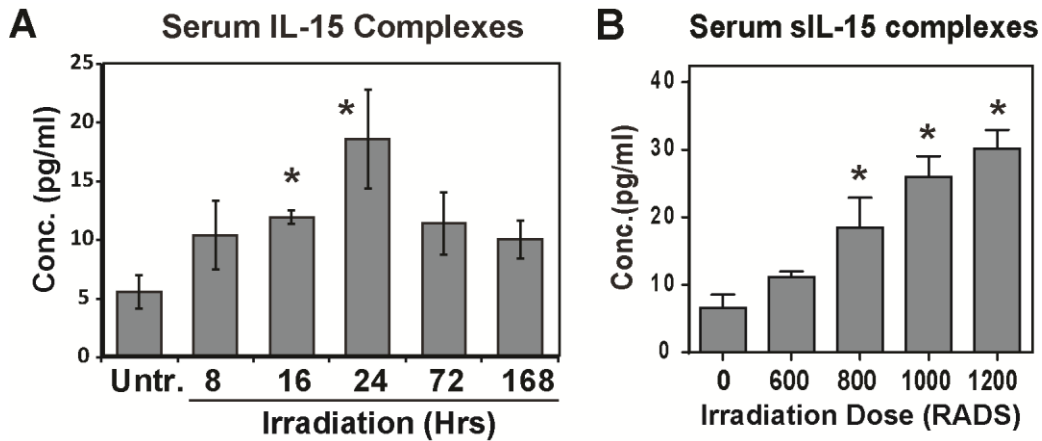 A Serum IL-15 Complexes
Conc. (pg/ml)
25
20
15
10
5
0
* *
Untr. 8 16 24 72 168
Irradiation (Hrs)
B Serum sIL-15 complexes
Conc.(pg/ml)
40
30
20
10
0
* * *
0 600 800 1000 1200
Irradiation Dose (RADS)